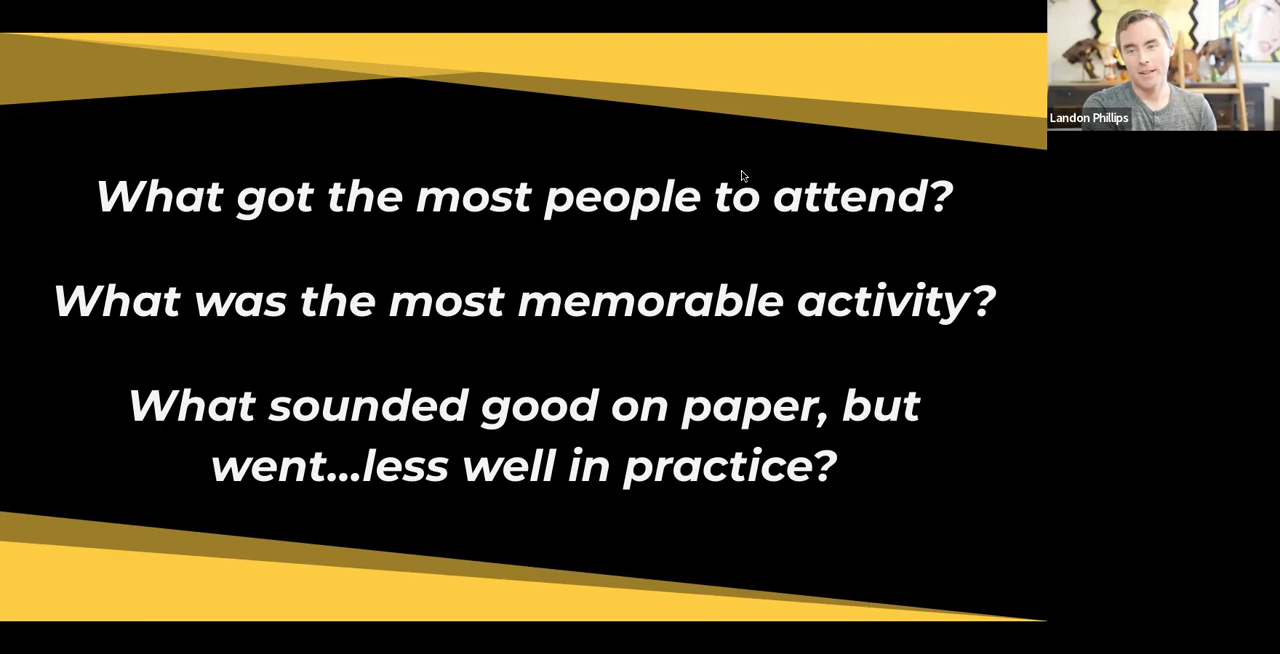 What got the most people to attend?
What was the most memorable activity?
What sounded good on paper, but
went...less well in practice?
Landon Phillips